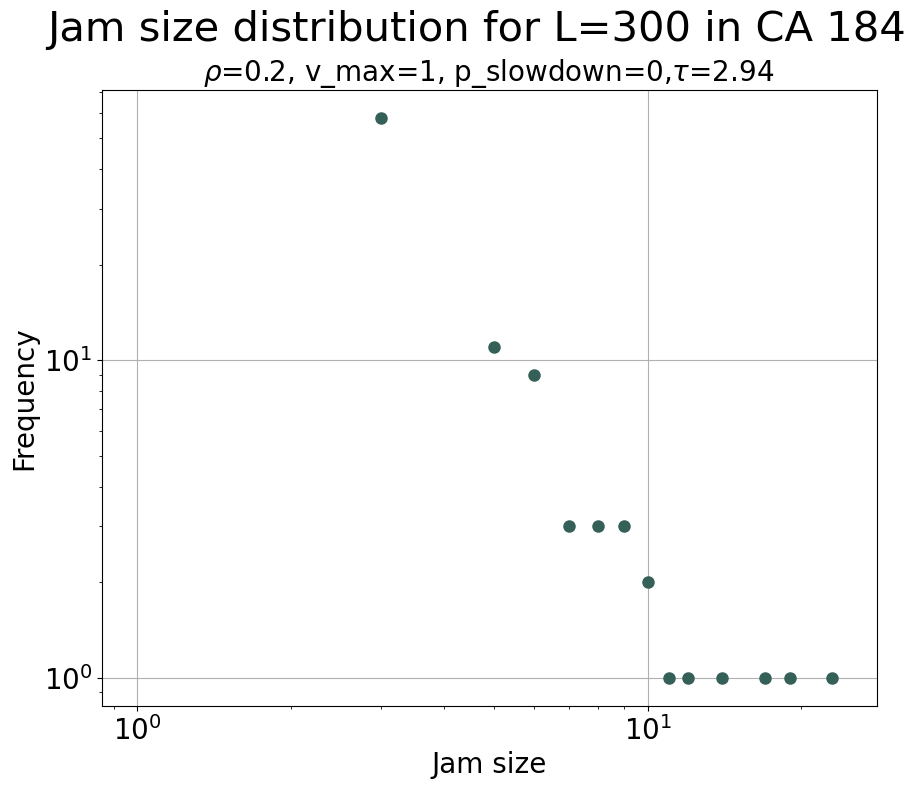 Jam size distribution for L=300 in CA 184
ρ=0.2, v_max=1, p_slowdown=0,τ=2.94
Frequency
10¹
10⁰
10⁰
10¹
Jam size